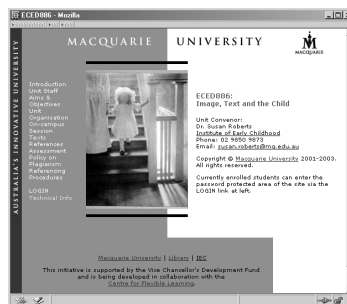 ECED886 - Mozilla
MACQUARIE UNIVERSITY
MACQUARIE
AUSTRALIA'S INNOVATIVE UNIVERSITY
Introduction
Unit Staff
Aims &
Objectives
Unit
Organisation
On-campus
Session
Texts
References
Assessment
Policy on
Plagiarism
Referencing
Procedures
LOGIN
Technical Info
ECED886:
Image, Text and the Child
Unit Convenor:
Dr. Susan Roberts
Institute of Early Childhood
Phone: 02 9850 9873
Email: susan.roberts@mq.edu.au
Copyright © Macquarie University 2001-2003.
All rights reserved.
Currently enrolled students can enter the
password protected area of the site via the
LOGIN link at left.
Macquarie University | Library | IEC
This initiative is supported by the Vice Chancellor's Development Fund
and is being developed in collaboration with the
Centre for Flexible Learning.